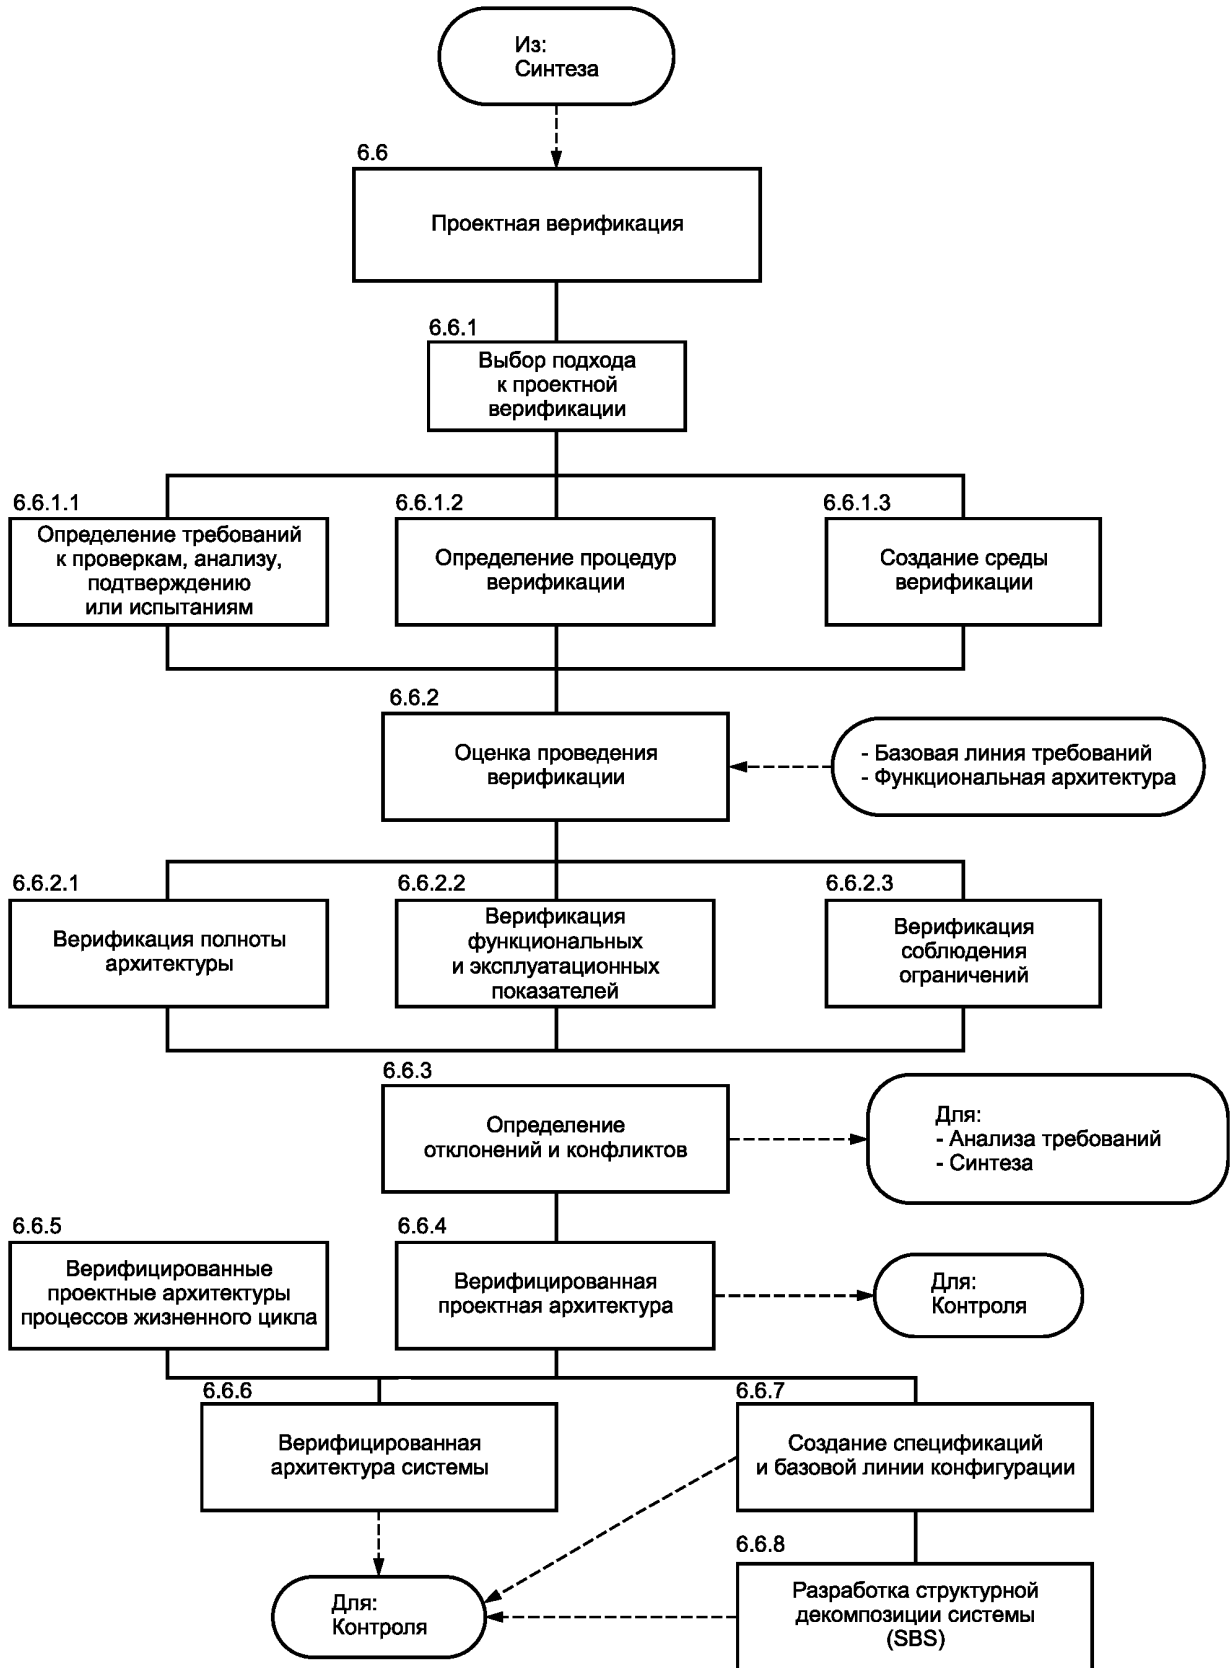 Из:
Синтеза
6.6
Проектная верификация
6.6.1
Выбор подхода
к проектной
верификации
6.6.1.1
Определение требований
к проверкам, анализу,
подтверждению
или испытаниям
6.6.1.2
Определение процедур
верификации
6.6.1.3
Создание среды
верификации
6.6.2
Оценка проведения
верификации
- Базовая линия требований
- Функциональная архитектура
6.6.2.1
Верификация полноты
архитектуры
6.6.2.2
Верификация
функциональных
и эксплуатационных
показателей
6.6.2.3
Верификация
соблюдения
ограничений
6.6.3
Определение
отклонений и конфликтов
Для:
- Анализа требований
- Синтеза
6.6.5
Верифицированные
проектные архитектуры
процессов жизненного цикла
6.6.4
Верифицированная
проектная архитектура
Для:
Контроля
6.6.6
Верифицированная
архитектура системы
6.6.7
Создание спецификаций
и базовой линии конфигурации
6.6.8
Разработка структурной
декомпозиции системы
(SBS)
Для:
Контроля